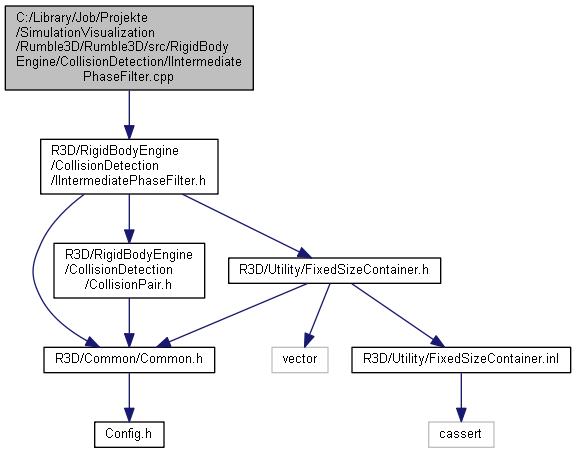 C:/Library/Job/Projekte
/SimulationVisualization
/Rumble3D/Rumble3D/src/RigidBody
Engine/CollisionDetection/IIntermediate
PhaseFilter.cpp
R3D/RigidBodyEngine
/CollisionDetection
/IIntermediatePhaseFilter.h
R3D/RigidBodyEngine
/CollisionDetection
/CollisionPair.h
R3D/Utility/FixedSizeContainer.h
R3D/Common/Common.h
vector
R3D/Utility/FixedSizeContainer.inl
Config.h
cassert